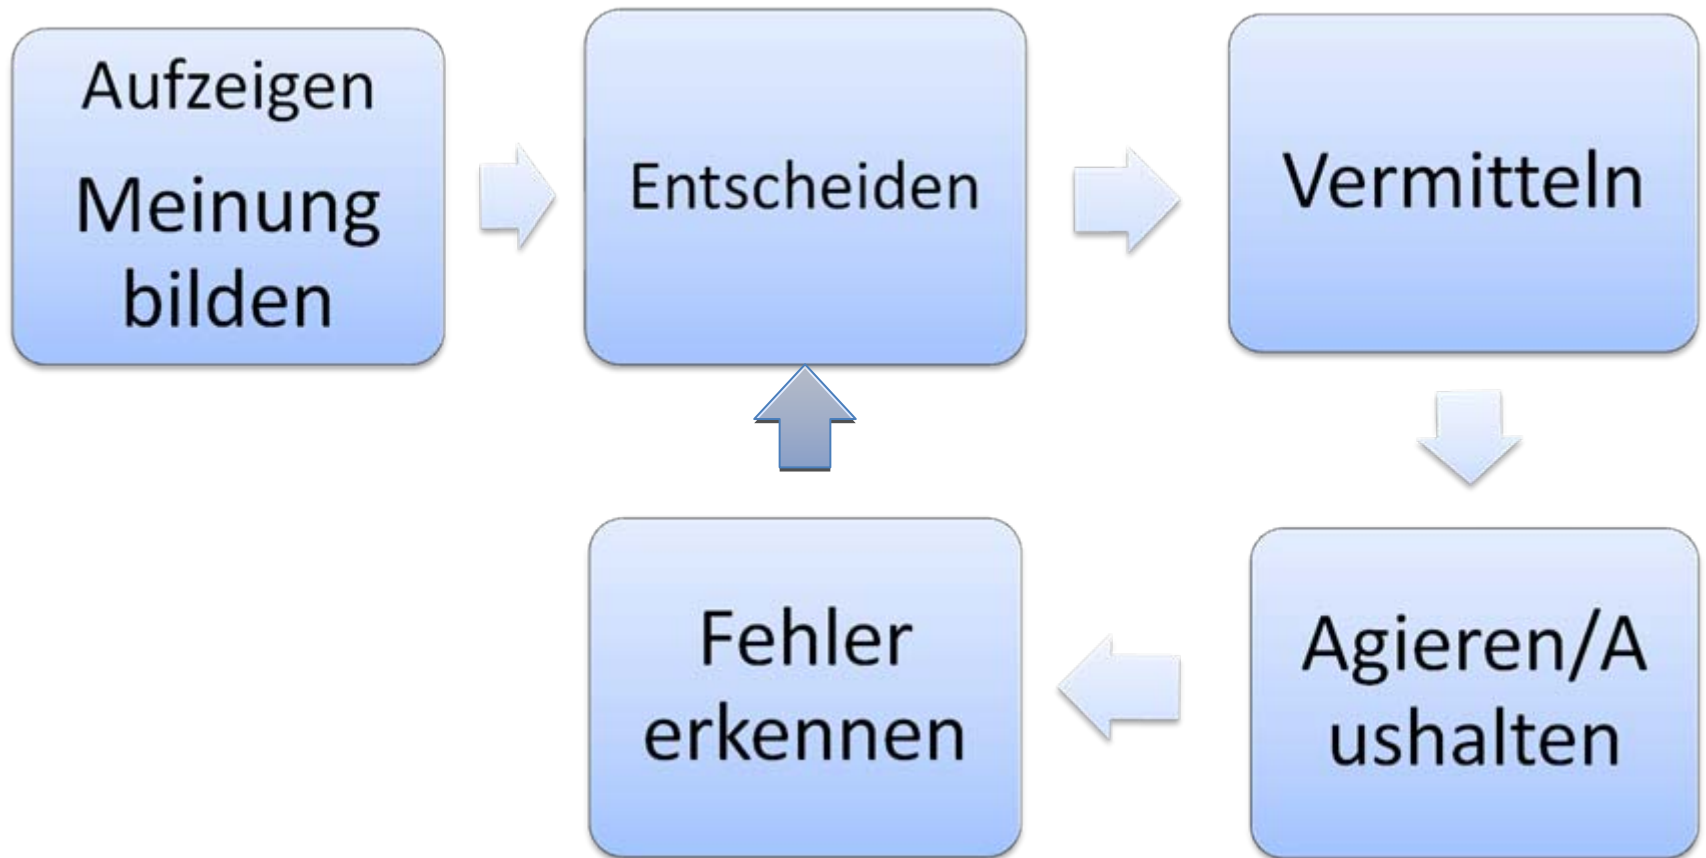 Aufzeigen
Meinung
bilden
Entscheiden
Vermitteln
Agieren/A
ushalten
Fehler
erkennen